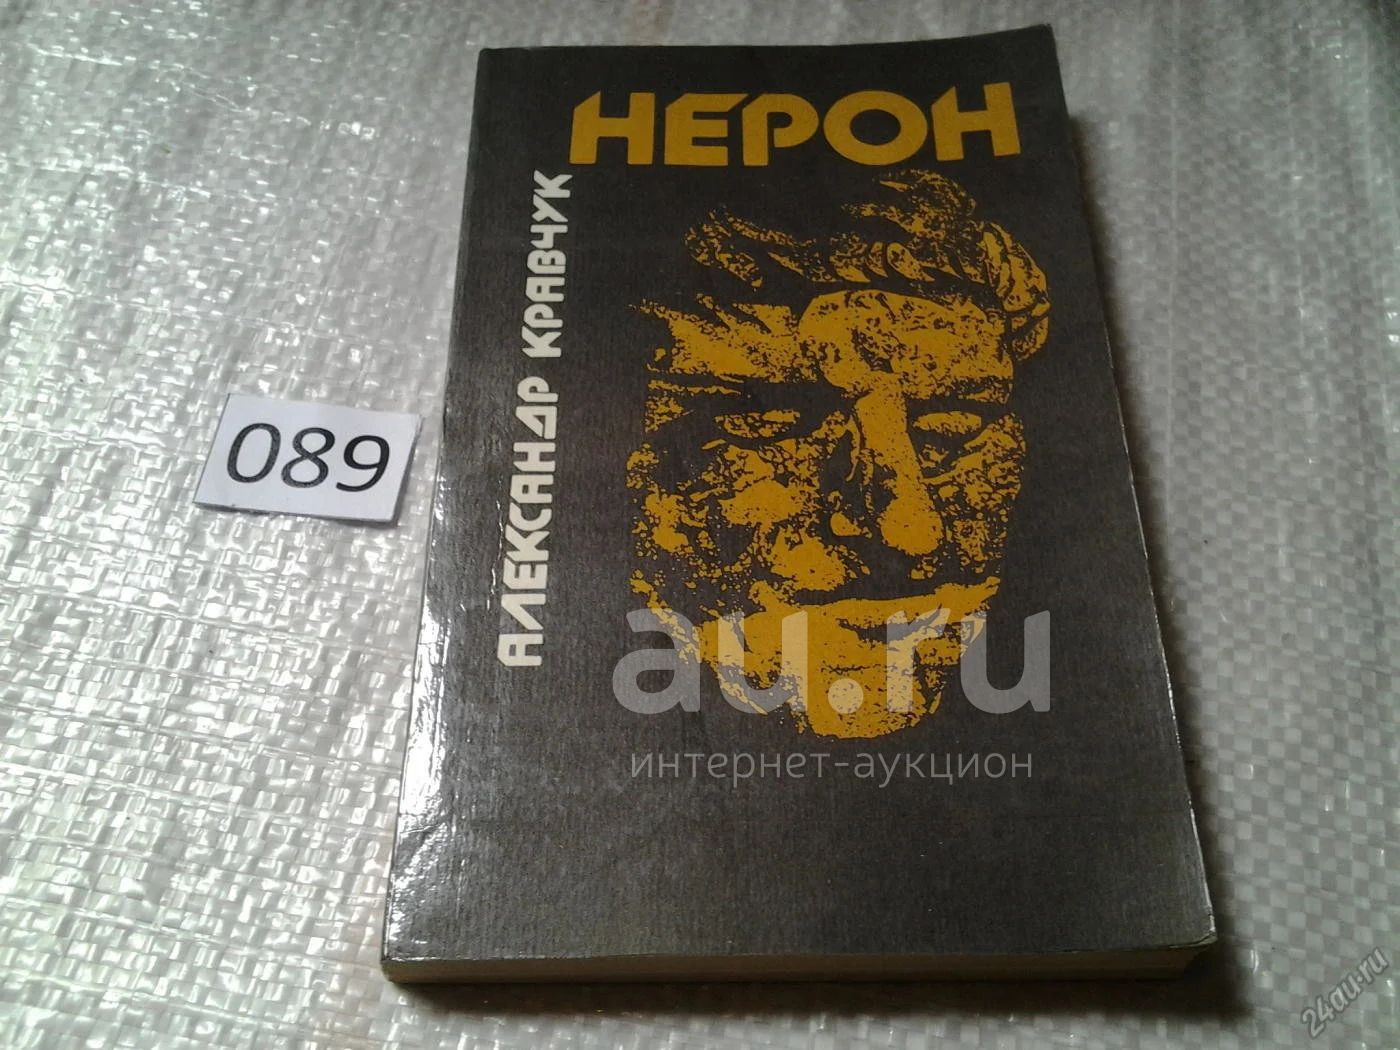 НЕРОН
АЛЕКСАНДР КРАВЧУК
089
au.ru
интернет-аукцион
24au.ru